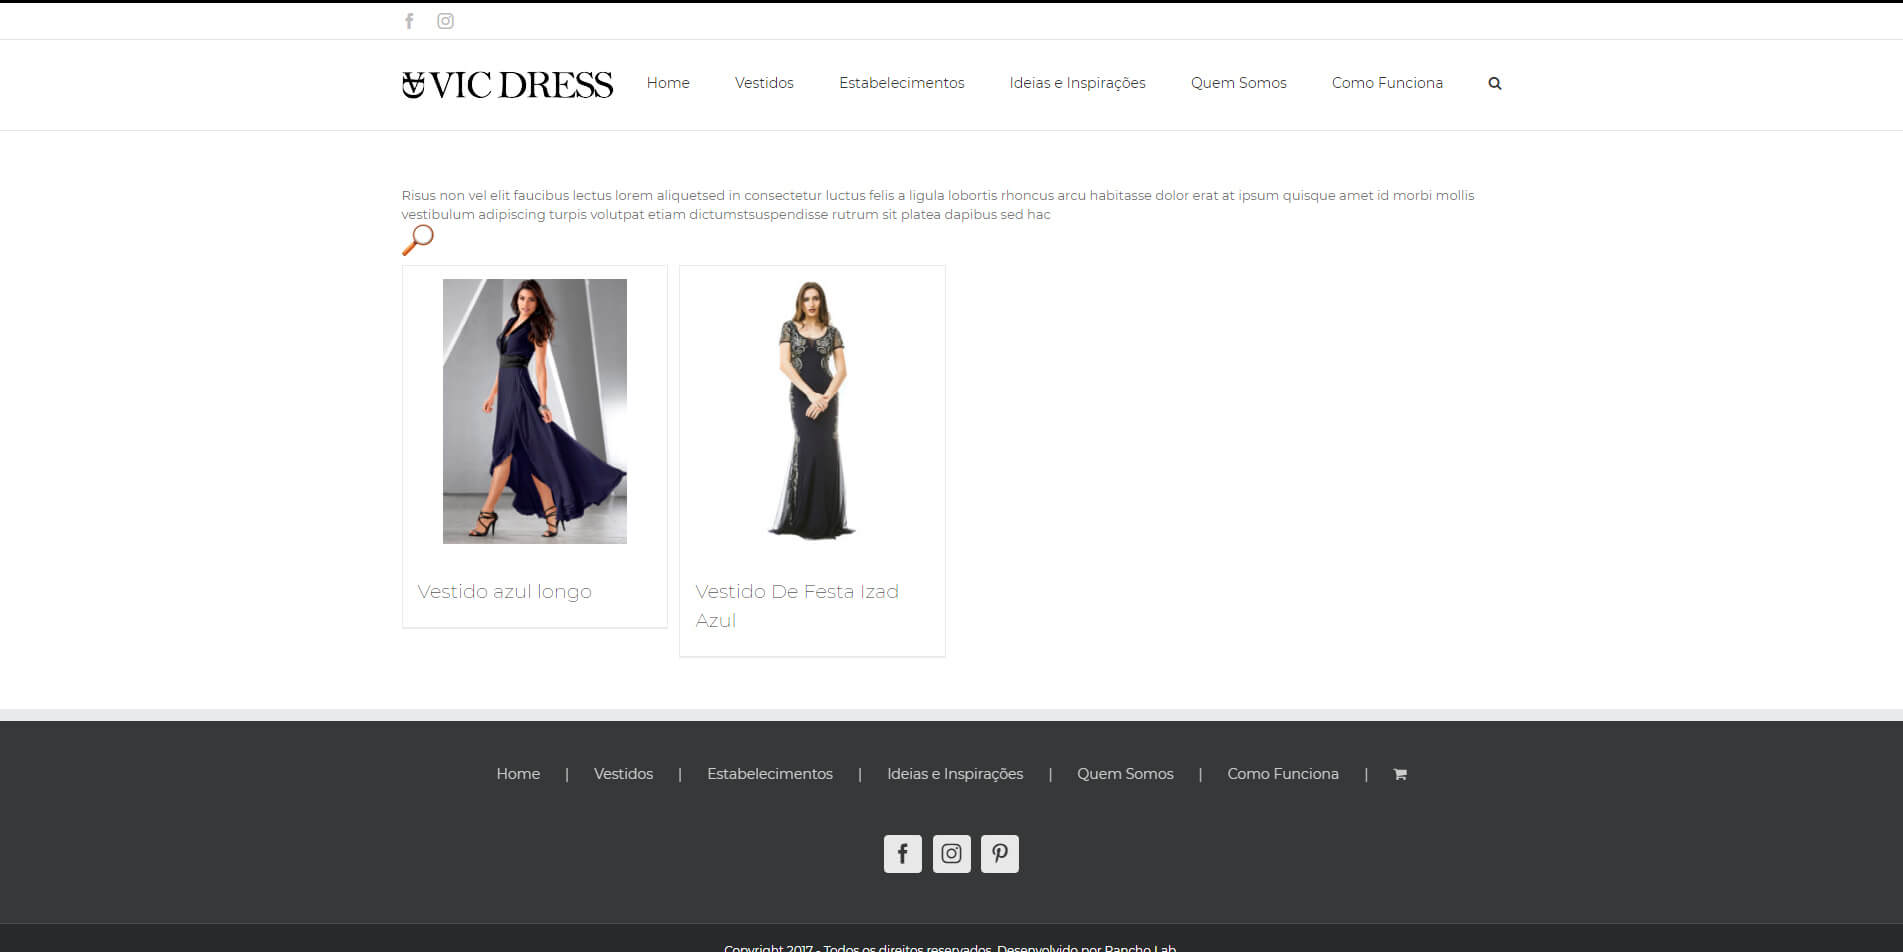 VIC DRESS
Home Vestidos Estabelecimentos Ideias e Inspirações Quem Somos Como Funciona
Risus non vel elit faucibus lectus lorem aliquetsed in consectetur luctus felis a ligula lobortis rhoncus arcu habitasse dolor erat at ipsum quisque amet id morbi mollis
vestibulum adipiscing turpis volutpat etiam dictumstsuspendisse rutrum sit platea dapibus sed hac
Vestido azul longo
Vestido De Festa Izad
Azul
Home | Vestidos | Estabelecimentos | Ideias e Inspirações | Quem Somos | Como Funciona |
Copyright 2017 - Todos os direitos reservados. Desenvolvido por Rancho Lab